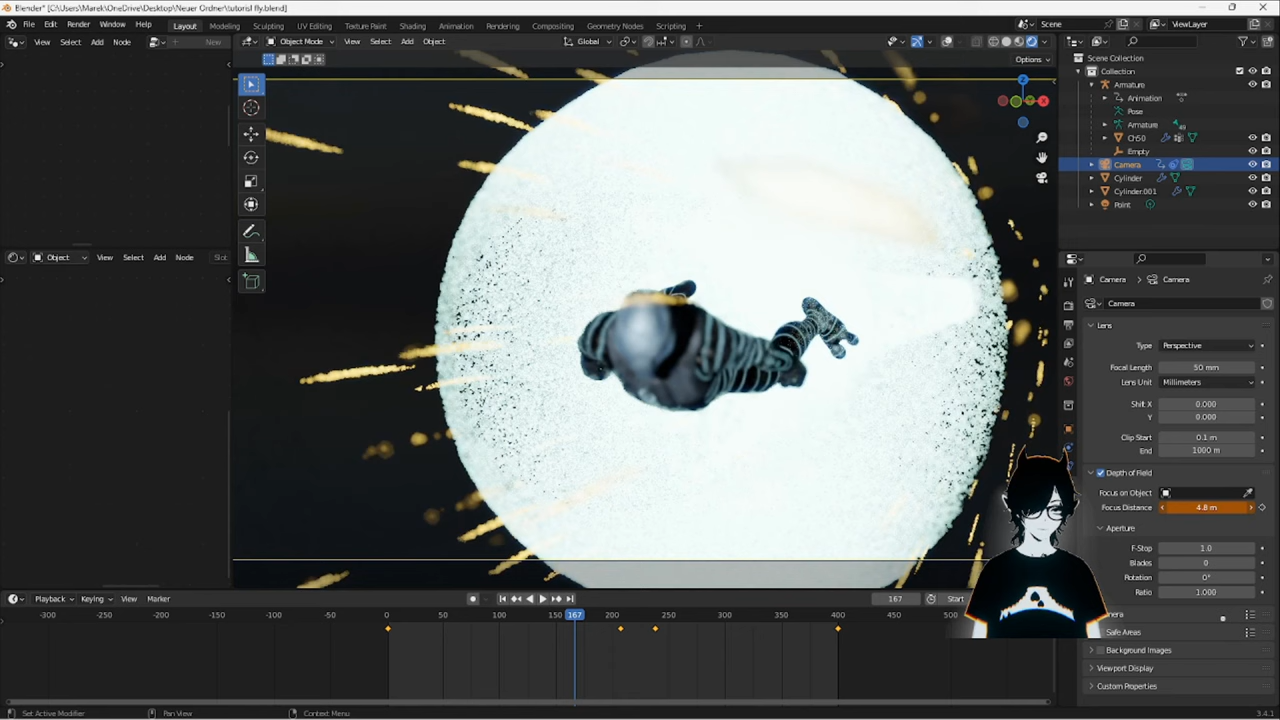 Blender* [C:\Users\Marek\OneDrive\Desktop\Neuer Ordner\tutorisl fly.blend]
File Edit Render Window Help Layout Modeling Sculpting UV Editing Texture Paint Shading Animation Rendering Compositing Geometry Nodes Scripting Scene ViewLayer
View Select Add Node New Object Mode View Select Add Object Global
Options
Scene Collection
Collection
Armature
Animation
Pose
Armature
Ch50
Empty
Camera
Cylinder
Cylinder.001
Point
Z
X
Object View Select Add Node Slot
Camera Camera
Camera
Lens
Type Perspective
Focal Length 50 mm
Lens Unit Millimeters
Shift X 0.000
Y 0.000
Clip Start 0.1 m
End 1000 m
Depth of Field
Focus on Object
Focus Distance 4.8 m
Aperture
F-Stop 1.0
Blades 0
Rotation 0°
Ratio 1.000
Safe Areas
Background Images
Viewport Display
Custom Properties
Playback Keying View Marker 167 Start
-300 -250 -200 -150 -100 -50 0 50 100 150 167 200 250 300 350 400 450
Set Active Modifier Pan View Context Menu 3.4.1